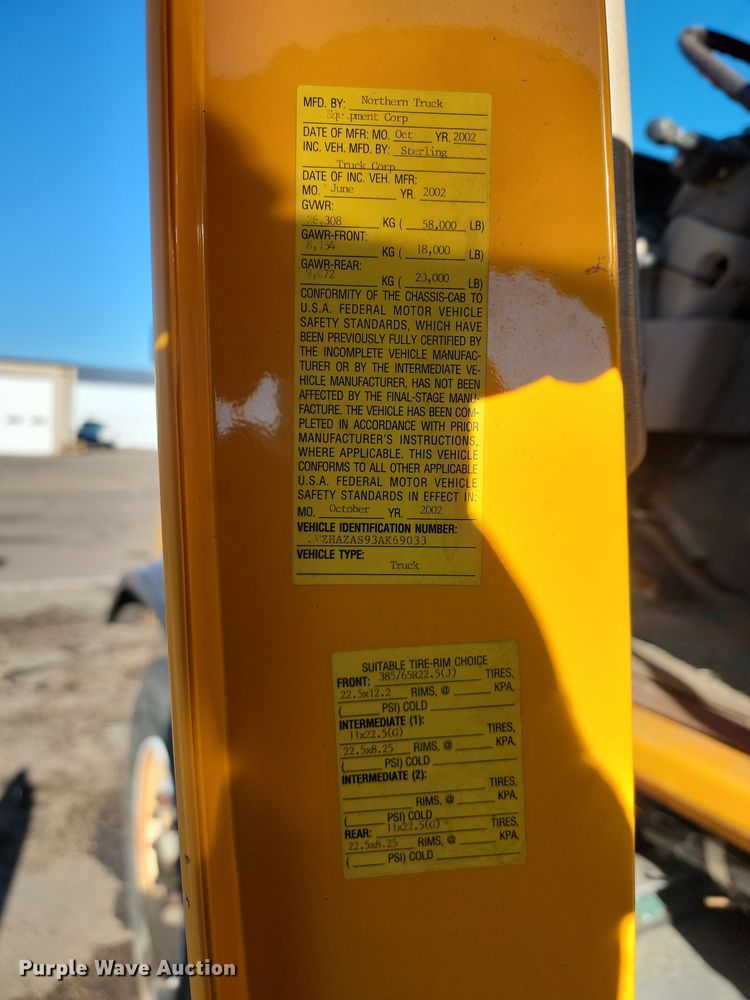 MFD. BY: Northern Truck
Equipment Corp
DATE OF MFR: MO. Oct YR. 2002
INC. VEH. MFD. BY: Sterling
Truck Corp
DATE OF INC. VEH. MFR:
MO. June YR. 2002
GVWR:
26,308 KG ( 58,000 LB)
GAWR-FRONT:
8,154 KG ( 18,000 LB)
GAWR-REAR:
KG ( 20,000 LB)
CONFORMITY OF THE CHASSIS-CAB TO
U.S.A. FEDERAL MOTOR VEHICLE
SAFETY STANDARDS, WHICH HAVE
BEEN PREVIOUSLY FULLY CERTIFIED BY
THE INCOMPLETE VEHICLE MANUFAC-
TURER OR BY THE INTERMEDIATE VE-
HICLE MANUFACTURER, HAS NOT BEEN
AFFECTED BY THE FINAL-STAGE MANU-
FACTURE. THE VEHICLE HAS BEEN COM-
PLETED IN ACCORDANCE WITH PRIOR
MANUFACTURER'S INSTRUCTIONS,
WHERE APPLICABLE. THIS VEHICLE
CONFORMS TO ALL OTHER APPLICABLE
U.S.A. FEDERAL MOTOR VEHICLE
SAFETY STANDARDS IN EFFECT IN:
MO. October YR. 2002
VEHICLE IDENTIFICATION NUMBER:
ZHAZAS93AK69033
VEHICLE TYPE:
Truck
SUITABLE TIRE-RIM CHOICE
FRONT: 385/65R22.5(J) TIRES,
22.5x12.2 RIMS, @ KPA,
( PSI) COLD
INTERMEDIATE (1):
11x22.5(G) TIRES,
22.5x8.25 RIMS, @ KPA,
( PSI) COLD
INTERMEDIATE (2):
TIRES,
RIMS, @ KPA,
( PSI) COLD
REAR: 11x22.5(G) TIRES,
22.5x8.25 RIMS, @ KPA,
( PSI) COLD
Purple Wave Auction